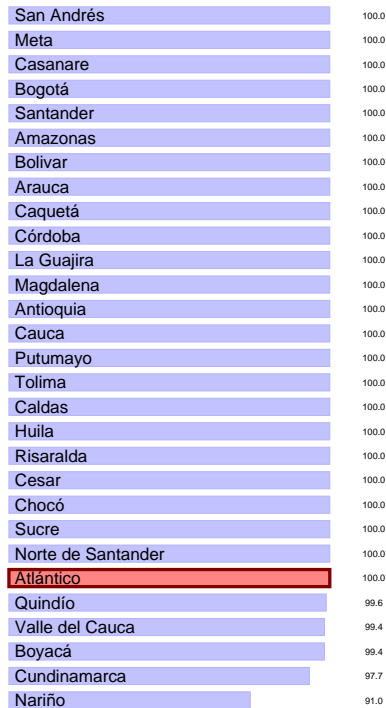 San Andrés 100.0
Meta 100.0
Casanare 100.0
Bogotá 100.0
Santander 100.0
Amazonas 100.0
Bolivar 100.0
Arauca 100.0
Caquetá 100.0
Córdoba 100.0
La Guajira 100.0
Magdalena 100.0
Antioquia 100.0
Cauca 100.0
Putumayo 100.0
Tolima 100.0
Caldas 100.0
Huila 100.0
Risaralda 100.0
Cesar 100.0
Chocó 100.0
Sucre 100.0
Norte de Santander 100.0
Atlántico 100.0
Quindío 99.6
Valle del Cauca 99.4
Boyacá 99.4
Cundinamarca 97.7
Nariño 91.0